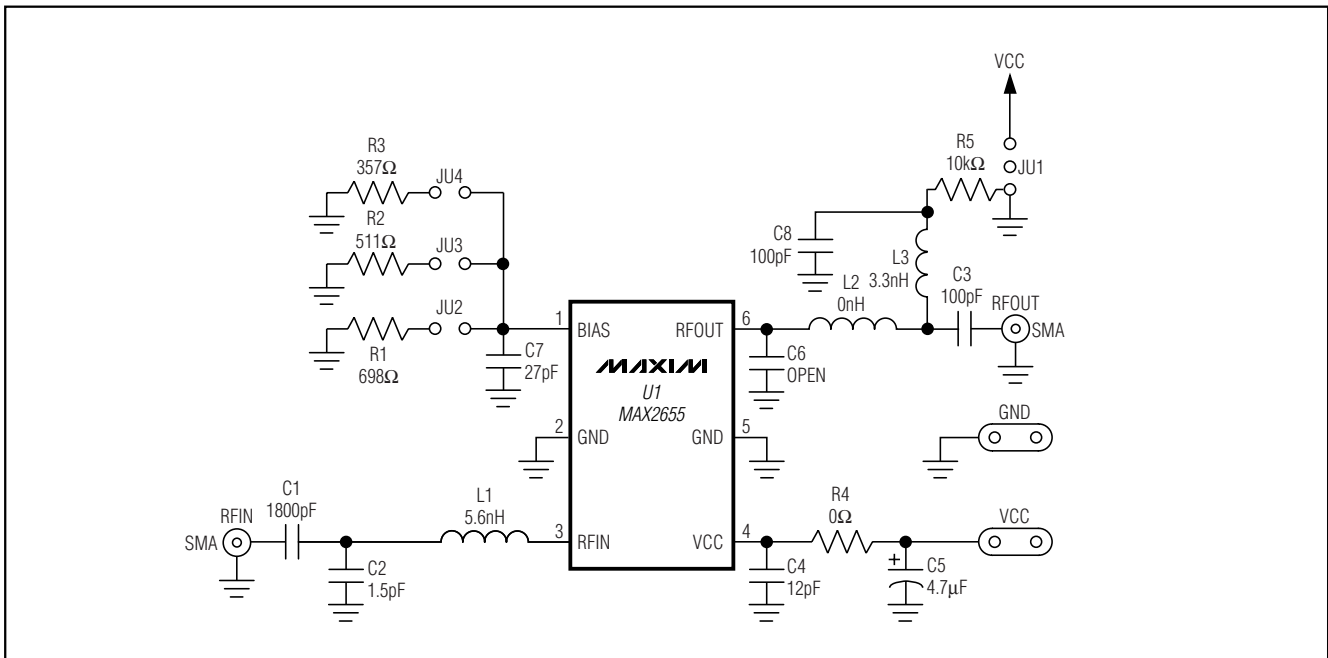 VCC
R5
10kΩ
JU1
R3
357Ω
JU4
R2
511Ω
JU3
JU2
R1
698Ω
C8
100pF
L3
3.3nH
L2
0nH
C3
100pF
RFOUT
SMA
1
BIAS
RFOUT
6
C7
27pF
MAXIM
U1
MAX2655
C6
OPEN
2
GND
GND
5
GND
C1
1800pF
RFIN
SMA
L1
5.6nH
3
RFIN
VCC
4
R4
0Ω
VCC
C2
1.5pF
C4
12pF
+
C5
4.7µF